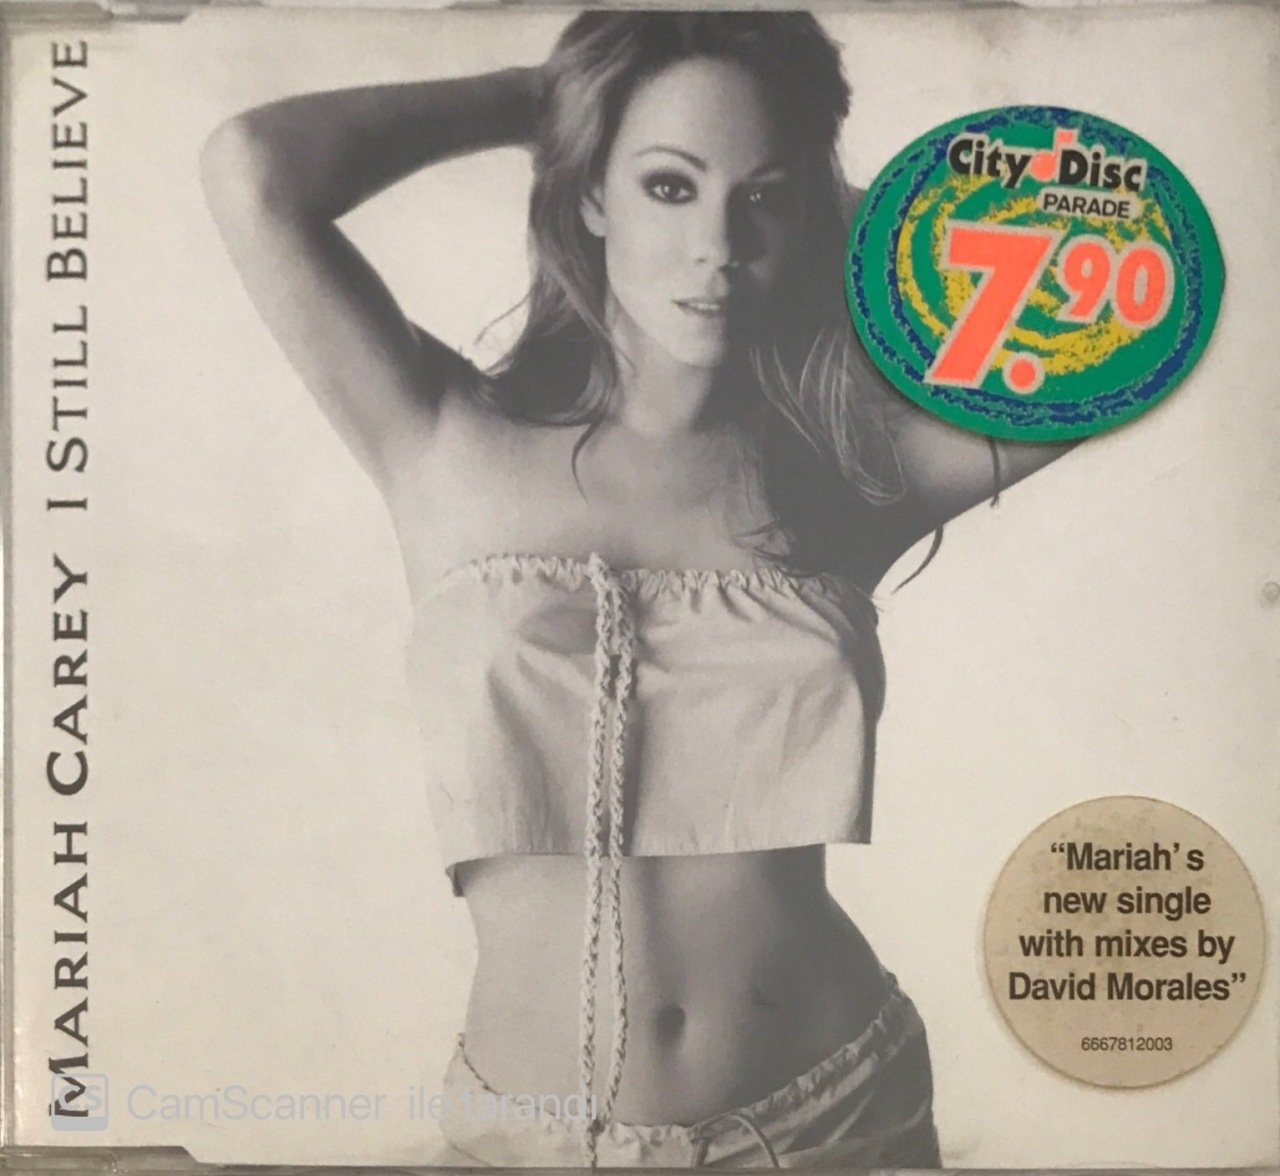 MARIAH CAREY I STILL BELIEVE
City Disc
PARADE
7.90
“Mariah's
new single
with mixes by
David Morales”
6667812003
CS CamScanner ile tarandı